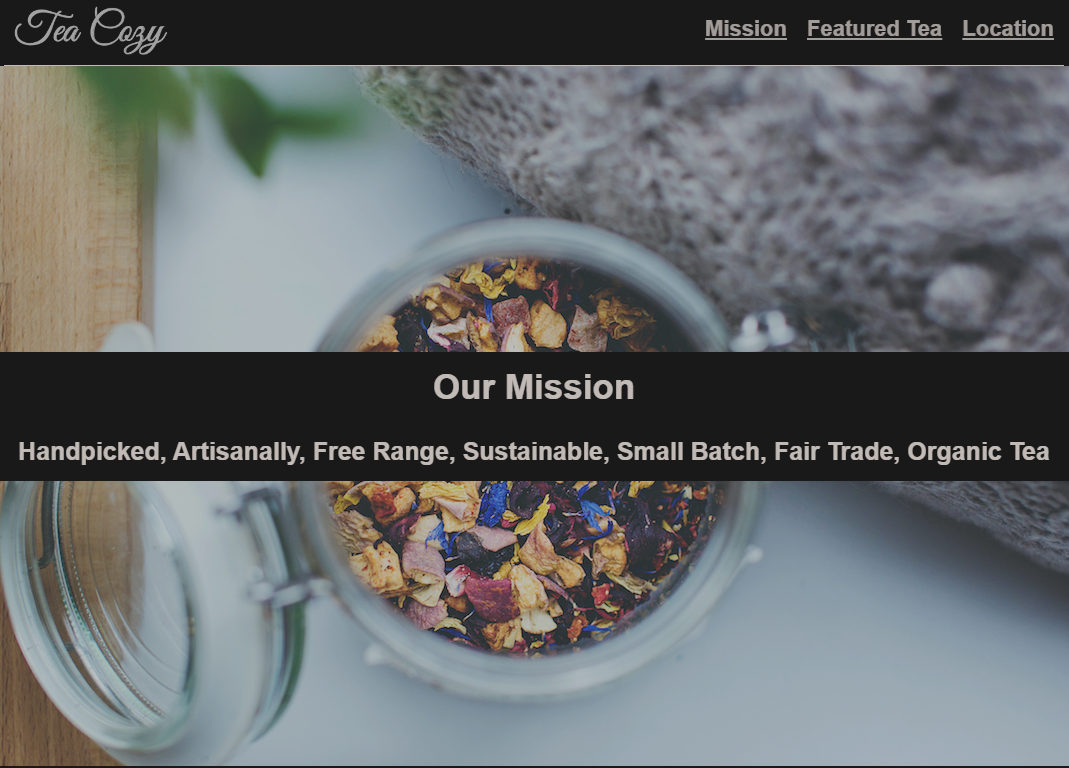 Tea Cozy
Mission Featured Tea Location
Our Mission
Handpicked, Artisanally, Free Range, Sustainable, Small Batch, Fair Trade, Organic Tea